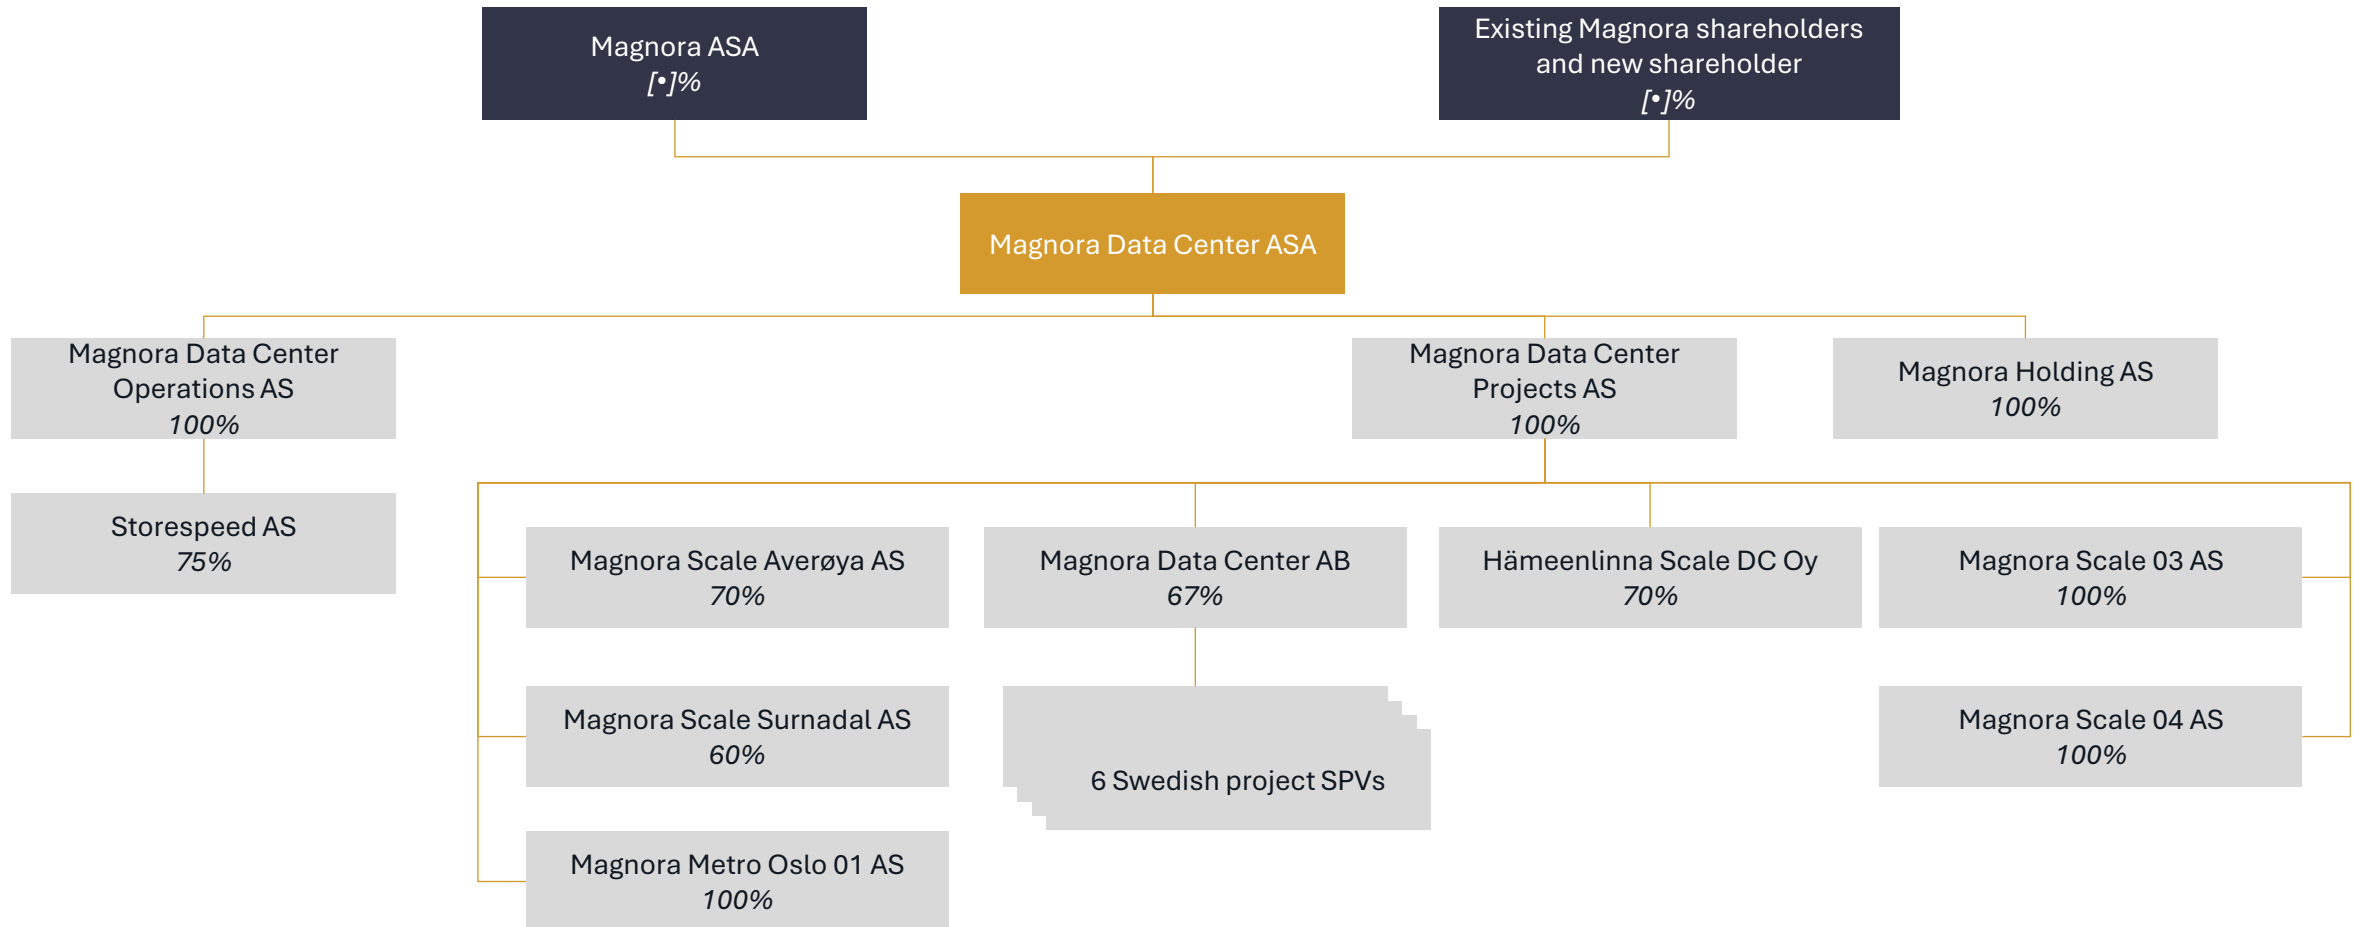 Magnora ASA
[•]%
Existing Magnora shareholders
and new shareholder
[•]%
Magnora Data Center ASA
Magnora Data Center
Operations AS
100%
Magnora Data Center
Projects AS
100%
Magnora Holding AS
100%
Storespeed AS
75%
Magnora Scale Averøya AS
70%
Magnora Data Center AB
67%
Hämeenlinna Scale DC Oy
70%
Magnora Scale 03 AS
100%
Magnora Scale Surnadal AS
60%
6 Swedish project SPVs
Magnora Scale 04 AS
100%
Magnora Metro Oslo 01 AS
100%